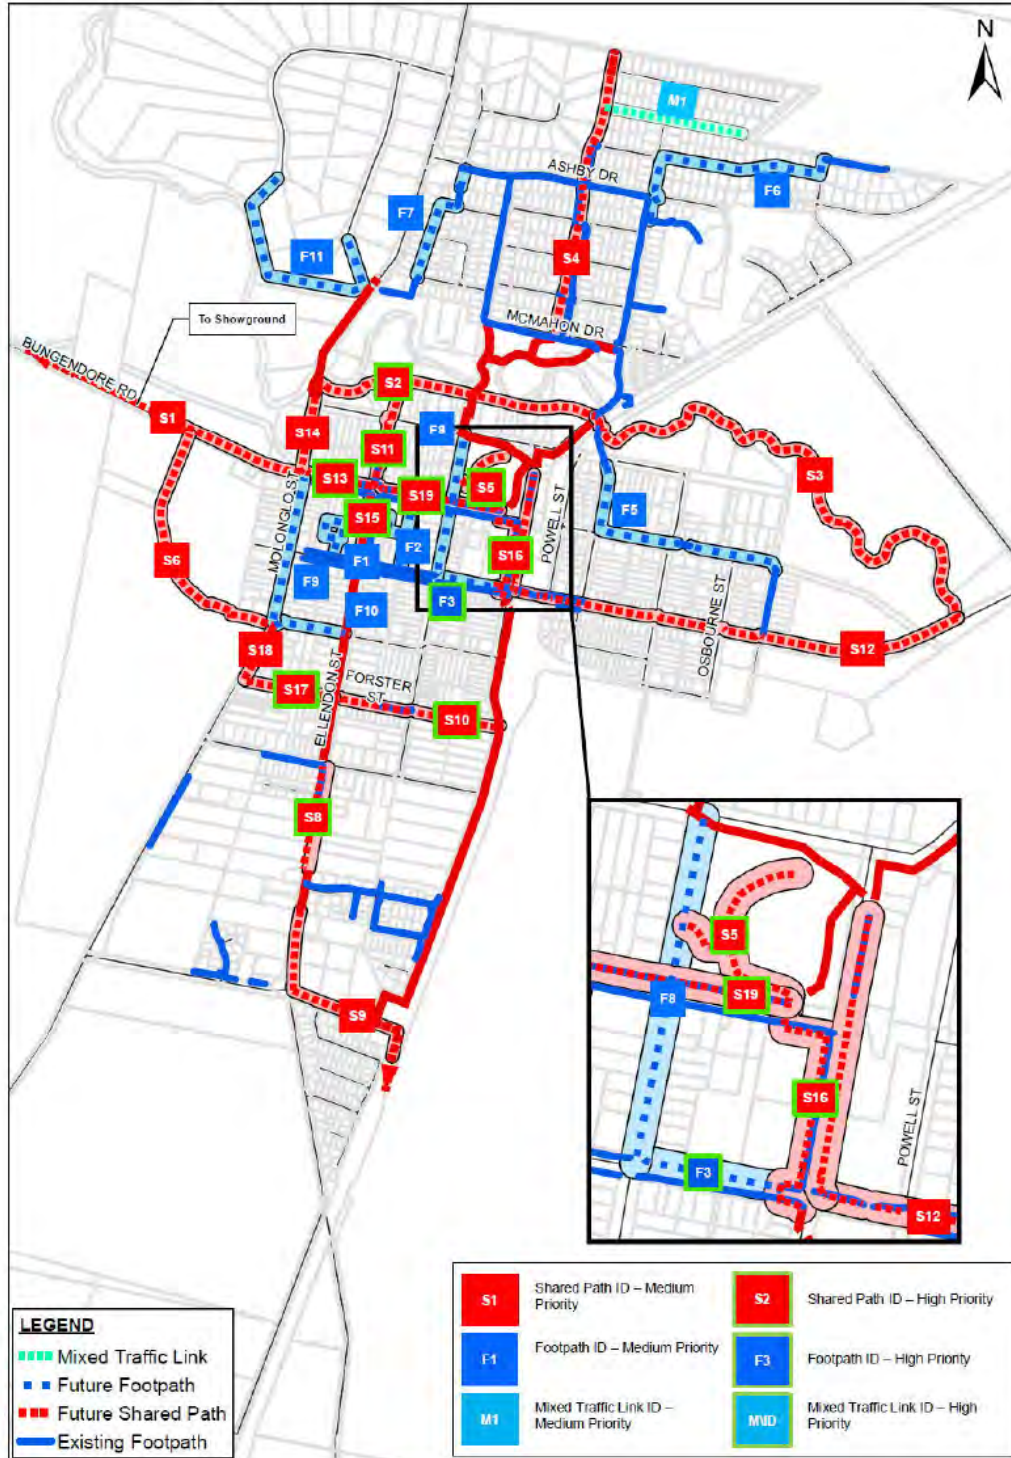 N
M1
ASHBY DR
F6
F7
S4
F11
To Showground
MCMAHON DR
BUNGENDORE RD
S2
S1
S14
F8
S11
S3
S13
S19
S5
MOLONGLO ST
S15
F5
POWELL ST
F2
S16
S6
F1
F9
F3
F10
OSBOURNE ST
S18
S12
ELLENDON ST
FORSTER
ST
S17
S10
S8
S9
S5
S19
F8
S16
POWELL ST
F3
S12
S1
Shared Path ID – Medium
Priority
S2
Shared Path ID – High Priority
F1
Footpath ID – Medium Priority
F3
Footpath ID – High Priority
M1
Mixed Traffic Link ID –
Medium Priority
M\ID
Mixed Traffic Link ID – High
Priority
LEGEND
Mixed Traffic Link
Future Footpath
Future Shared Path
Existing Footpath